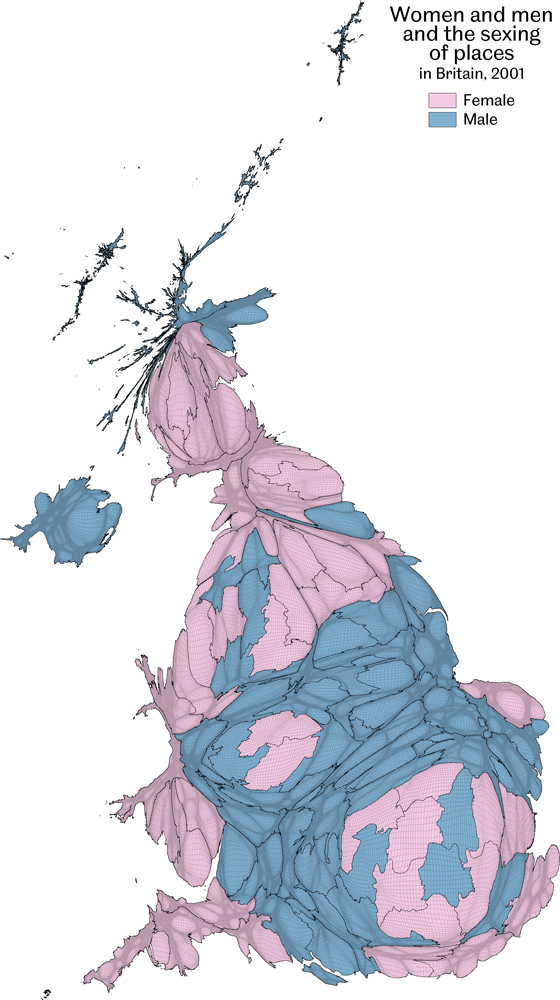 Women and men
and the sexing
of places
in Britain, 2001
Female
Male